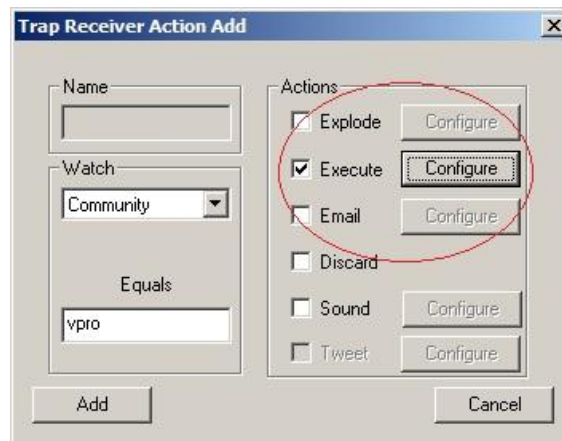 Trap Receiver Action Add
Name
Watch
Community
Equals
vpro
Actions
Explode Configure
Execute Configure
Email Configure
Discard
Sound Configure
Tweet Configure
Add
Cancel